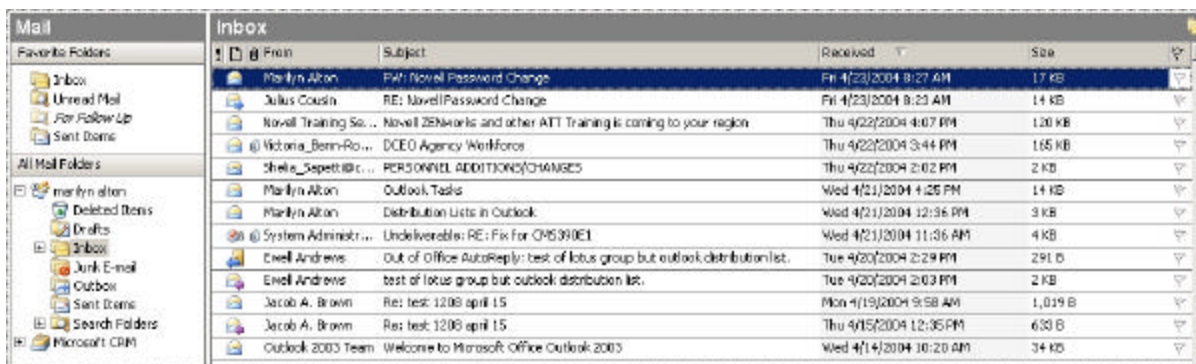 Mail Inbox
Favorite Folders From Subject Received Size
Inbox Marilyn Alton FW: Novell Password Change Fri 4/23/2004 8:27 AM 17 KB
Unread Mail Julius Cousin RE: Novell Password Change Fri 4/23/2004 8:23 AM 14 KB
For Follow Up Novell Training Se... Novell ZENworks and other ATT Training is coming to your region Thu 4/22/2004 4:07 PM 120 KB
Sent Items Victoria_Benn-Ro... DCEO Agency Workforce Thu 4/22/2004 3:44 PM 165 KB
All Mail Folders Shelia_Sapetti@c... PERSONNEL ADDITIONS/CHANGES Thu 4/22/2004 2:02 PM 2 KB
marilyn alton Marilyn Alton Outlook Tasks Wed 4/21/2004 4:25 PM 14 KB
Deleted Items Marilyn Alton Distribution Lists in Outlook Wed 4/21/2004 12:36 PM 3 KB
Drafts System Administr... Undeliverable: RE: Fix for CMS390E1 Wed 4/21/2004 11:36 AM 4 KB
Inbox Ewell Andrews Out of Office AutoReply: test of lotus group but outlook distribution list. Tue 4/20/2004 2:29 PM 291 B
Junk E-mail Ewell Andrews test of lotus group but outlook distribution list. Tue 4/20/2004 2:03 PM 2 KB
Outbox Jacob A. Brown Re: test 1208 april 15 Mon 4/19/2004 9:58 AM 1,019 B
Sent Items Jacob A. Brown Re: test 1208 april 15 Thu 4/15/2004 12:35 PM 633 B
Search Folders
Microsoft CRM Outlook 2003 Team Welcome to Microsoft Office Outlook 2003 Wed 4/14/2004 10:20 AM 34 KB